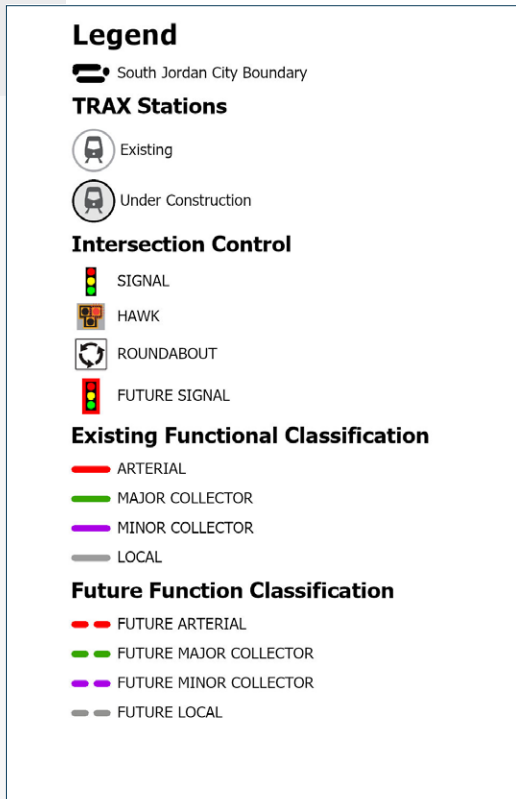 Legend
South Jordan City Boundary
TRAX Stations
Existing
Under Construction
Intersection Control
SIGNAL
HAWK
ROUNDABOUT
FUTURE SIGNAL
Existing Functional Classification
ARTERIAL
MAJOR COLLECTOR
MINOR COLLECTOR
LOCAL
Future Function Classification
FUTURE ARTERIAL
FUTURE MAJOR COLLECTOR
FUTURE MINOR COLLECTOR
FUTURE LOCAL